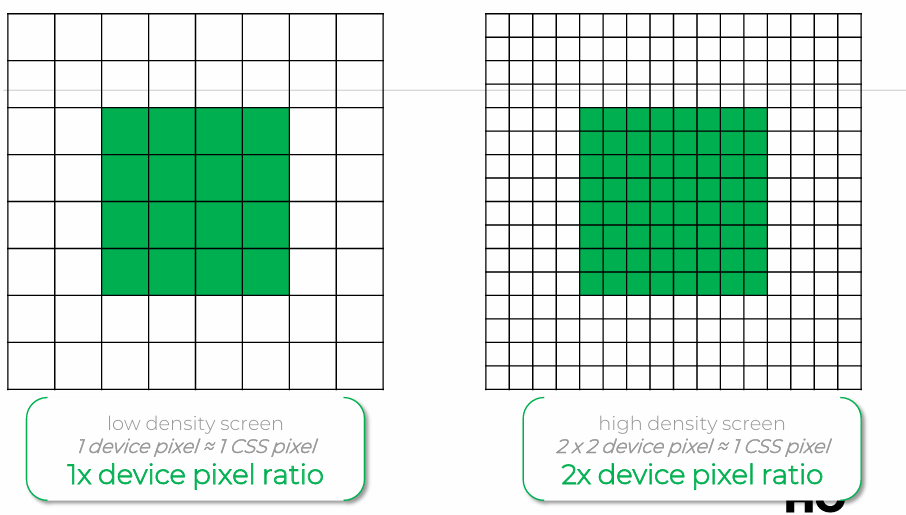 low density screen
1 device pixel ≈ 1 CSS pixel
1x device pixel ratio
high density screen
2 x 2 device pixel ≈ 1 CSS pixel
2x device pixel ratio